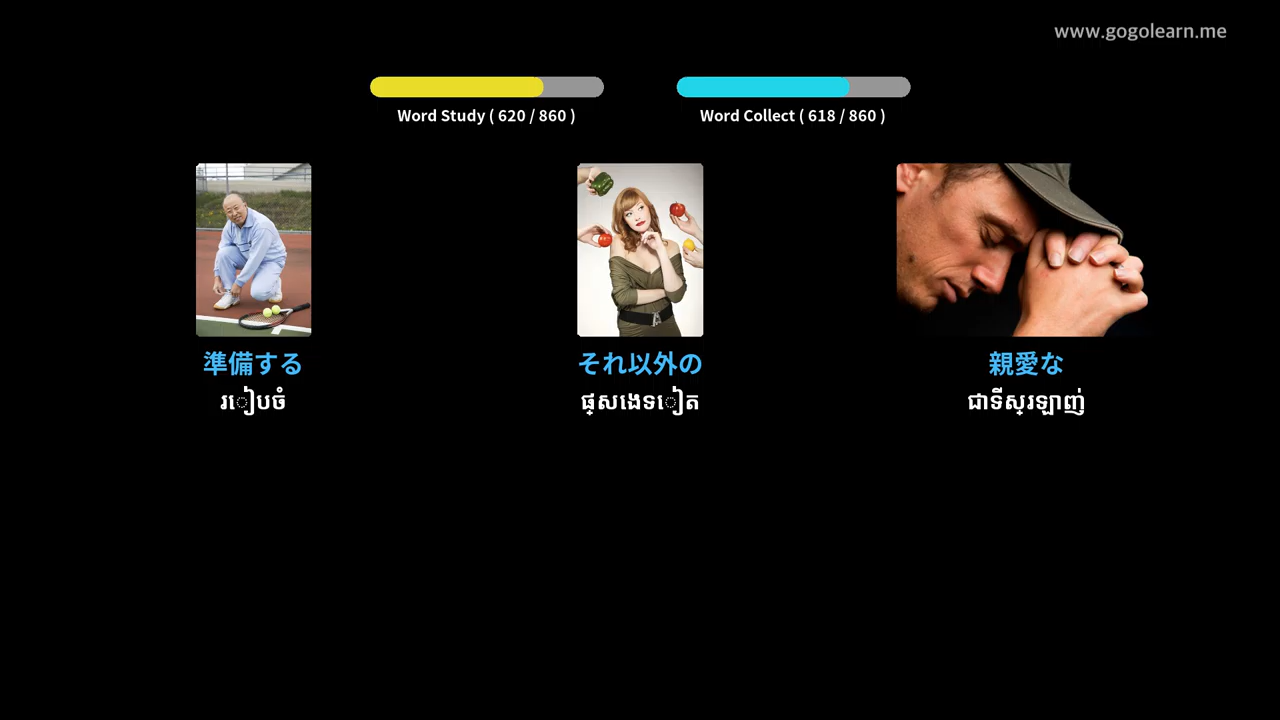 www.gogolearn.me
Word Study ( 620 / 860 )
Word Collect ( 618 / 860 )
準備する
それ以外の
親愛な
រៀបចំ
ផ្សេងទៀត
ជាទីស្រឡាញ់